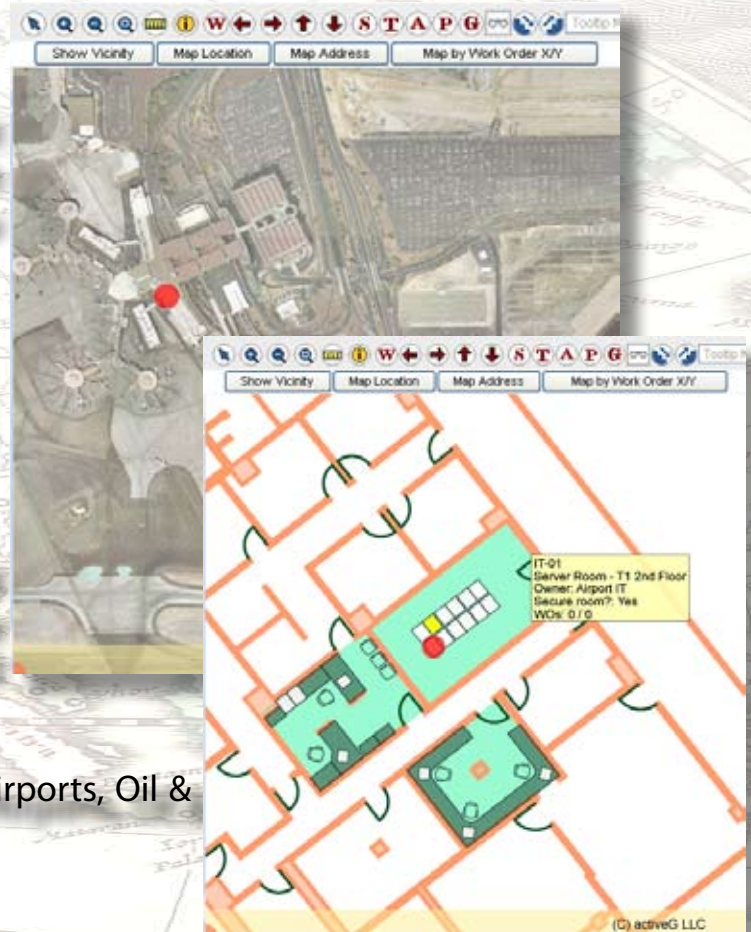 W S T A P G Tooltip
Show Vicinity Map Location Map Address Map by Work Order X/Y
W S T A P G Tooltip
Show Vicinity Map Location Map Address Map by Work Order X/Y
IT-01
Server Room - T1 2nd Floor
Owner: Airport IT
Secure room?: Yes
WOs: 0 / 0
irports, Oil &
(C) activeG LLC